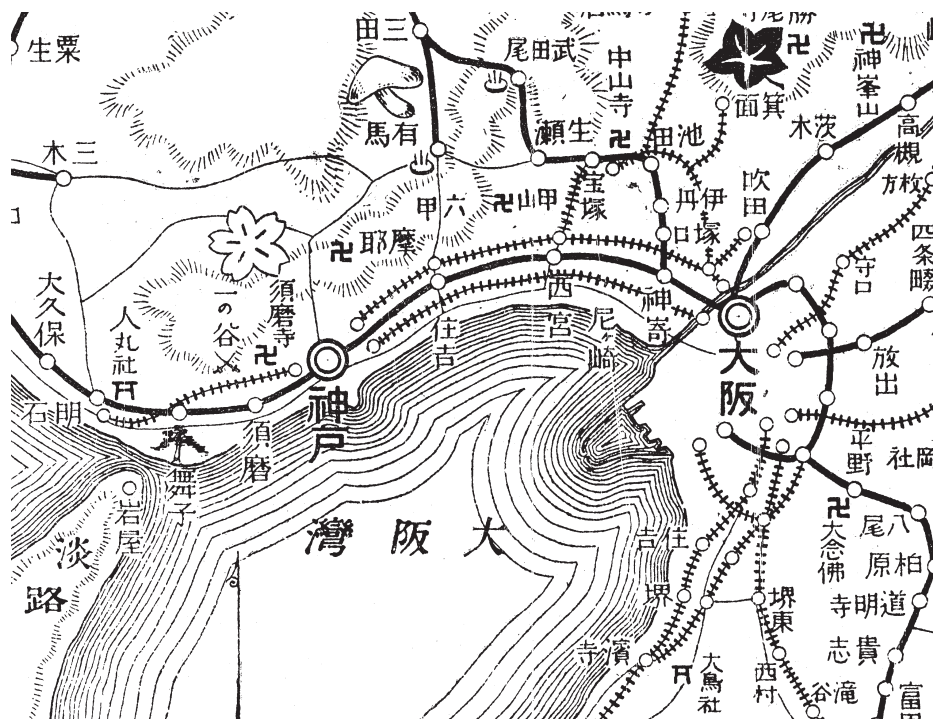 粟生
三田
武田尾
中山寺
勝尾寺
神峯山
箕面
有馬
生瀬
池田
茨木
高槻
三木
宝塚
伊丹
吹田
枚方
六甲
甲山
塚口
四条畷
摩耶
守口
大久保
人丸社
一の谷
須磨寺
住吉
西宮
尼ヶ崎
神崎
大阪
放出
神戸
明石
舞子
須磨
平野
岩屋
淡路
大阪灣
住吉
大念佛
八尾
柏原
堺
堺東
道明寺
濱寺
大鳥社
西村
貴志
滝谷
富田